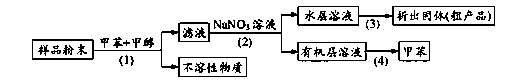 样品粉末
甲苯+甲醇
(1)
滤液
不溶性物质
NaNO₃溶液
(2)
水层溶液
(3)
析出固体(粗产品)
有机层溶液
(4)
甲苯